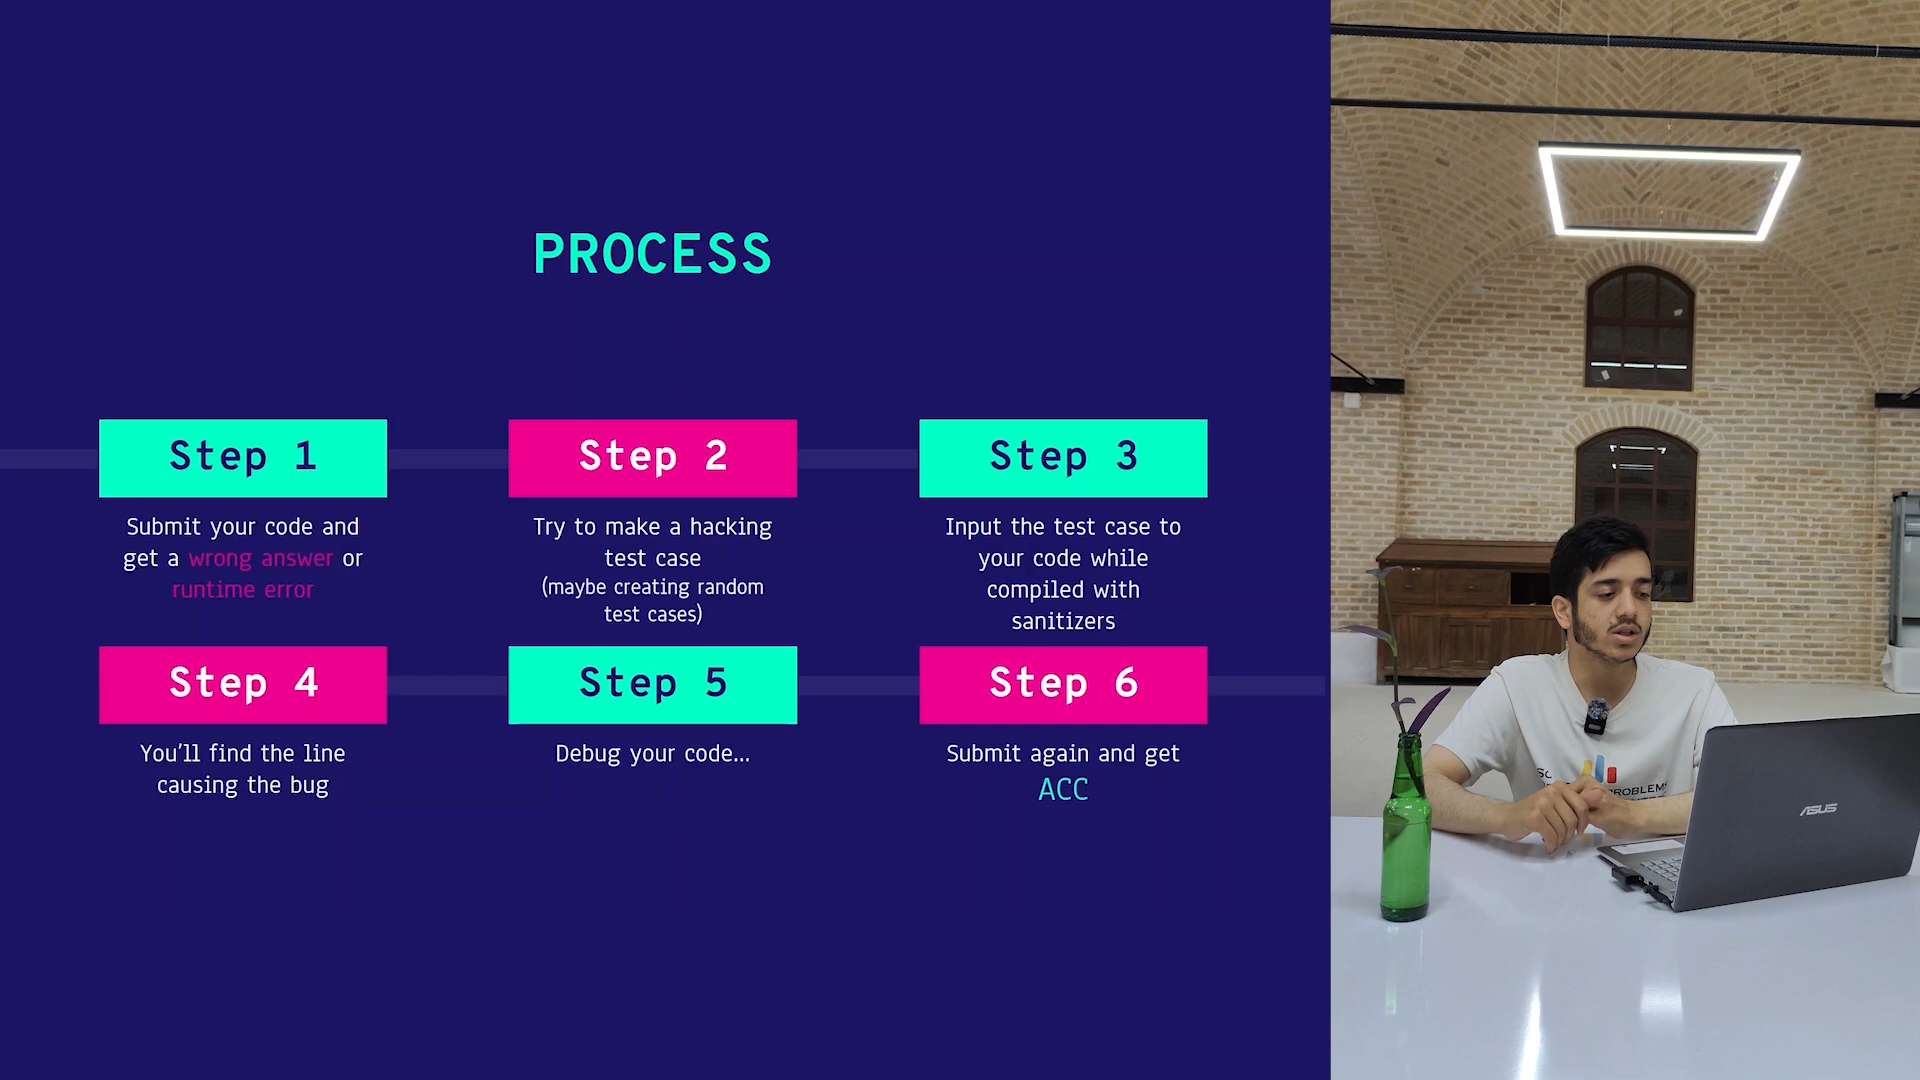 PROCESS
Step 1
Submit your code and
get a wrong answer or
runtime error
Step 2
Try to make a hacking
test case
(maybe creating random
test cases)
Step 3
Input the test case to
your code while
compiled with
sanitizers
Step 4
You'll find the line
causing the bug
Step 5
Debug your code...
Step 6
Submit again and get
ACC
ASUS